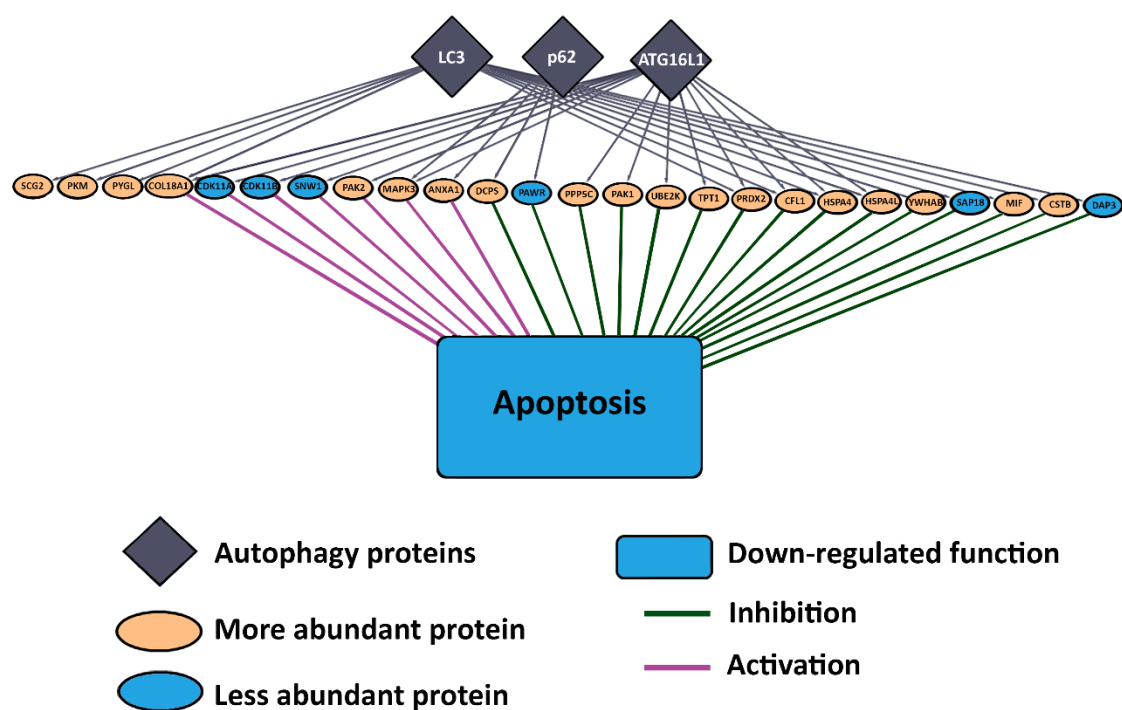 LC3
p62
ATG16L1
SCG2
PKM
PYGL
COL18A1
CDK11A
CDK11B
SNW1
PAK2
MAPK3
ANXA1
DCPS
PAWR
PPP5C
PAK1
UBE2K
TPT1
PRDX2
CFL1
HSPA4
HSPA4L
YWHAB
SAP18
MIF
CSTB
DAP3
Apoptosis
Autophagy proteins
Down-regulated function
More abundant protein
Inhibition
Less abundant protein
Activation